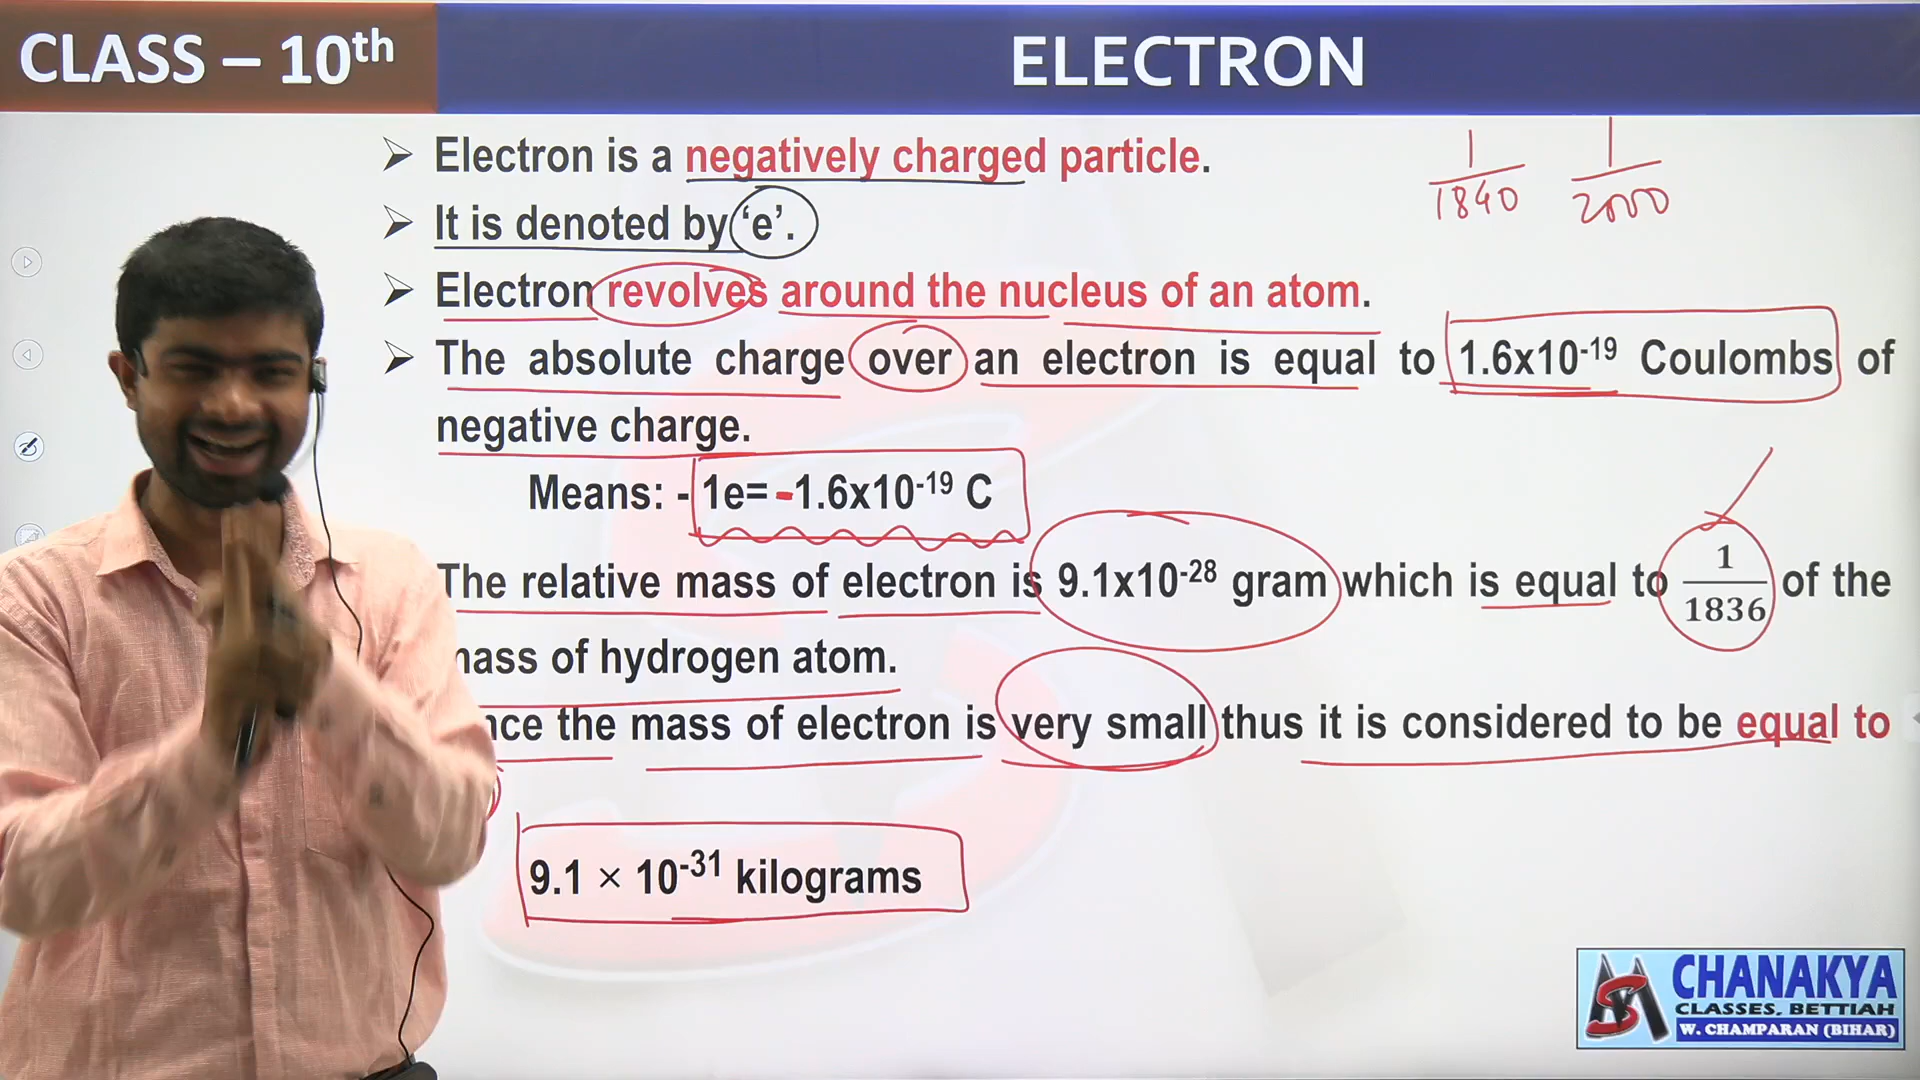 CLASS – 10th
ELECTRON
➢ Electron is a negatively charged particle.
1/1840 1/2000
➢ It is denoted by ‘e’.
➢ Electron revolves around the nucleus of an atom.
➢ The absolute charge over an electron is equal to 1.6x10⁻¹⁹ Coulombs of
negative charge.
Means: - 1e= -1.6x10⁻¹⁹ C
The relative mass of electron is 9.1x10⁻²⁸ gram which is equal to 1/1836 of the
mass of hydrogen atom.
the mass of electron is very small thus it is considered to be equal to
9.1 × 10⁻³¹ kilograms
CHANAKYA
CLASSES, BETTIAH
W. CHAMPARAN (BIHAR)